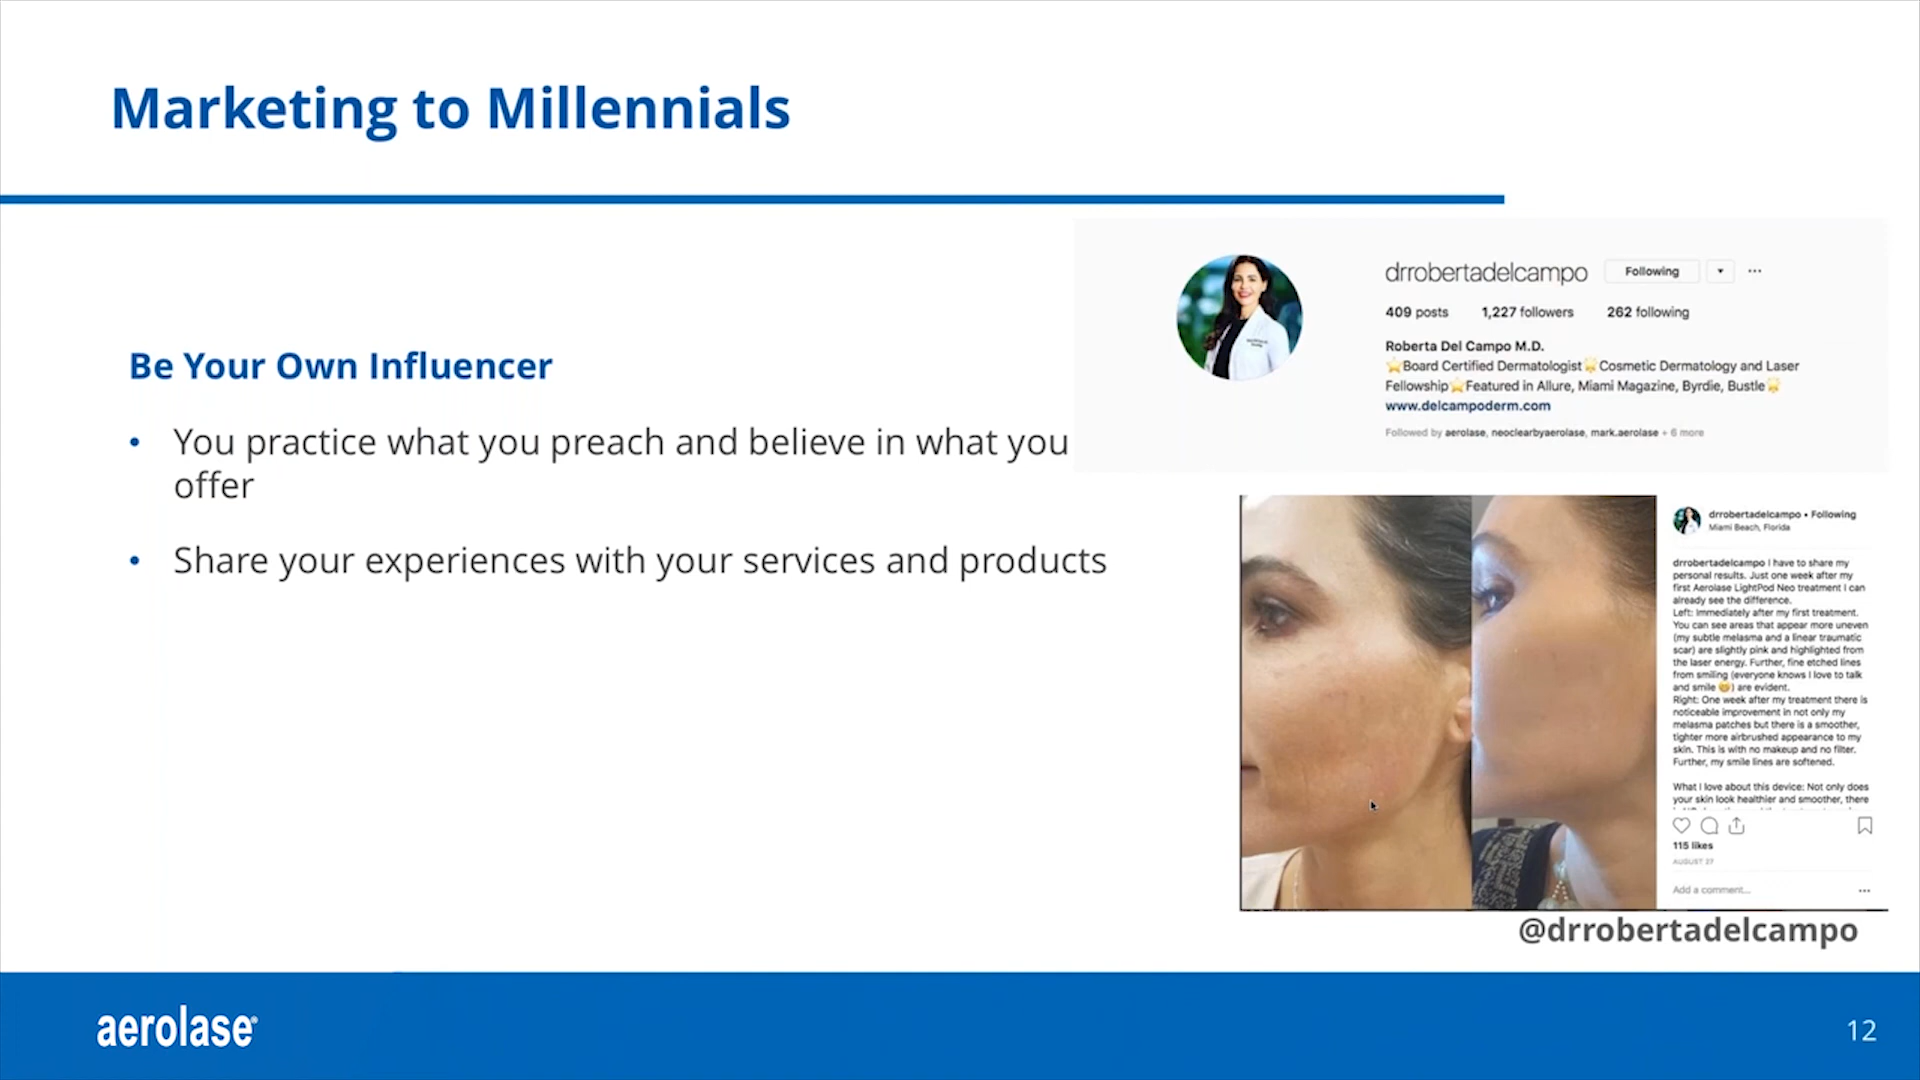 Marketing to Millennials
Be Your Own Influencer
• You practice what you preach and believe in what you
offer
• Share your experiences with your services and products
drrobertadelcampo Following
409 posts 1,227 followers 262 following
Roberta Del Campo M.D.
⭐Board Certified Dermatologist🌟Cosmetic Dermatology and Laser
Fellowship⭐Featured in Allure, Miami Magazine, Byrdie, Bustle🌟
www.delcampoderm.com
Followed by aerolase, neoclearbyaerolase, mark.aerolase + 6 more
drrobertadelcampo • Following
Miami Beach, Florida
drrobertadelcampo I have to share my
personal results. Just one week after my
first Aerolase LightPod Neo treatment I can
already see the difference.
Left: Immediately after my first treatment.
You can see areas that appear more uneven
(my subtle melasma and a linear traumatic
scar) are slightly pink and highlighted from
the laser energy. Further, fine etched lines
from smiling (everyone knows I love to talk
and smile 😁) are evident.
Right: One week after my treatment there is
noticeable improvement in not only my
melasma patches but there is a smoother,
tighter more airbrushed appearance to my
skin. This is with no makeup and no filter.
Further, my smile lines are softened.
What I love about this device: Not only does
your skin look healthier and smoother, there
115 likes
AUGUST 27
Add a comment...
@drrobertadelcampo
aerolase®
12